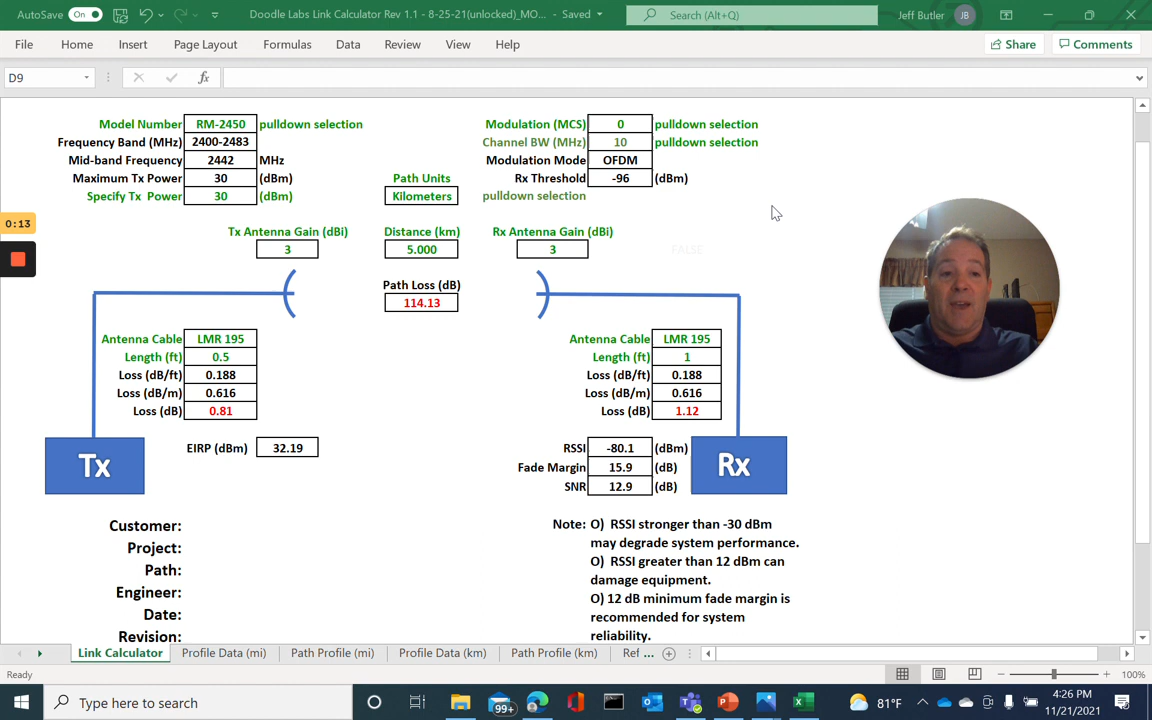 AutoSave On Doodle Labs Link Calculator Rev 1.1 - 8-25-21(unlocked)_MO... - Saved Search (Alt+Q) Jeff Butler JB
File Home Insert Page Layout Formulas Data Review View Help Share Comments
D9 fx
Model Number RM-2450 pulldown selection Modulation (MCS) 0 pulldown selection
Frequency Band (MHz) 2400-2483 Channel BW (MHz) 10 pulldown selection
Mid-band Frequency 2442 MHz Modulation Mode OFDM
Maximum Tx Power 30 (dBm) Path Units Rx Threshold -96 (dBm)
Specify Tx Power 30 (dBm) Kilometers pulldown selection
0:13
Tx Antenna Gain (dBi) Distance (km) Rx Antenna Gain (dBi)
3 5.000 3 FALSE
Path Loss (dB)
114.13
Antenna Cable LMR 195 Antenna Cable LMR 195
Length (ft) 0.5 Length (ft) 1
Loss (dB/ft) 0.188 Loss (dB/ft) 0.188
Loss (dB/m) 0.616 Loss (dB/m) 0.616
Loss (dB) 0.81 Loss (dB) 1.12
Tx EIRP (dBm) 32.19 RSSI -80.1 (dBm) Rx
Fade Margin 15.9 (dB)
SNR 12.9 (dB)
Customer:
Project:
Path:
Engineer:
Date:
Revision:
Note: O) RSSI stronger than -30 dBm
may degrade system performance.
O) RSSI greater than 12 dBm can
damage equipment.
O) 12 dB minimum fade margin is
recommended for system
reliability.
Link Calculator Profile Data (mi) Path Profile (mi) Profile Data (km) Path Profile (km) Ref ...
Ready 100%
Type here to search 99+ 81°F 4:26 PM
11/21/2021